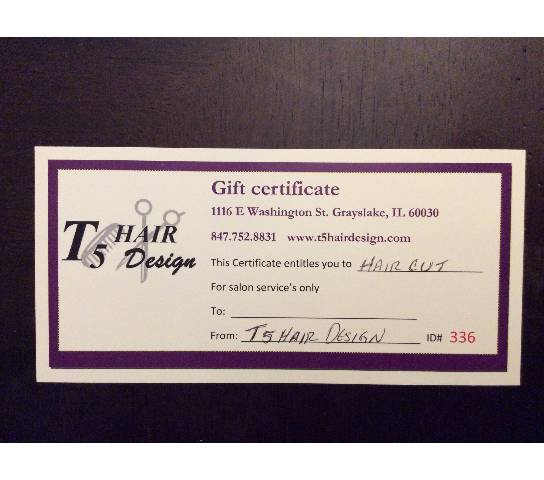 T5 HAIR Design
Gift certificate
1116 E Washington St. Grayslake, IL 60030
847.752.8831 www.t5hairdesign.com
This Certificate entitles you to HAIR CUT
For salon service's only
To:
From: T5 HAIR DESIGN ID# 336